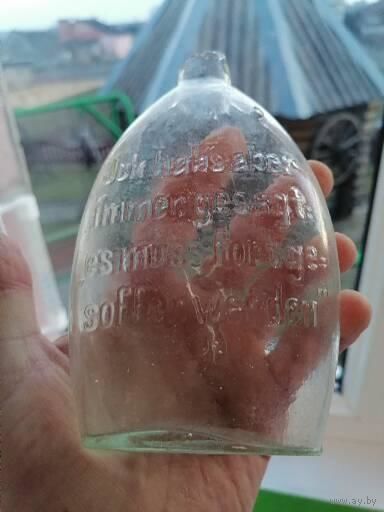 Ich hab's aber
immer gesagt,
es muss fortge-
soffen werden"
www.ay.by